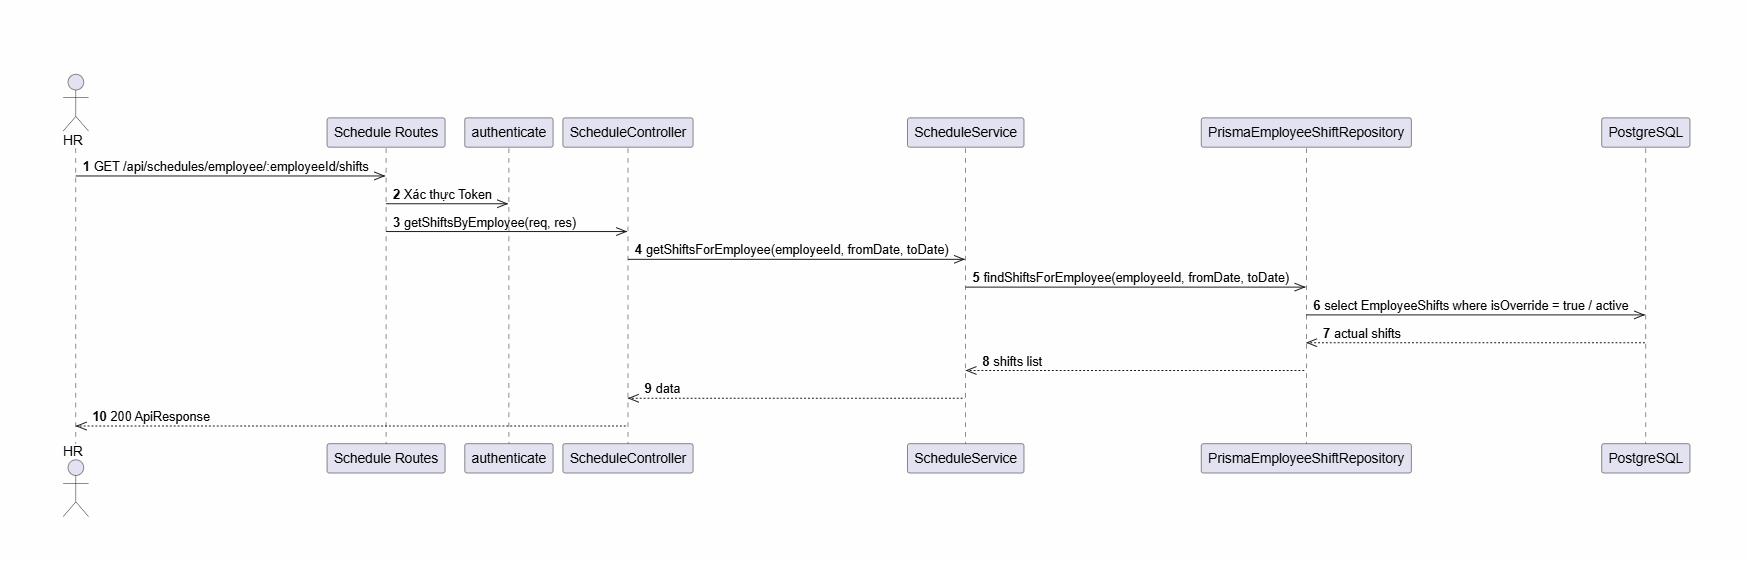 HR
Schedule Routes
authenticate
ScheduleController
ScheduleService
PrismaEmployeeShiftRepository
PostgreSQL
1 GET /api/schedules/employee/:employeeId/shifts
2 Xác thực Token
3 getShiftsByEmployee(req, res)
4 getShiftsForEmployee(employeeId, fromDate, toDate)
5 findShiftsForEmployee(employeeId, fromDate, toDate)
6 select EmployeeShifts where isOverride = true / active
7 actual shifts
8 shifts list
9 data
10 200 ApiResponse
HR
Schedule Routes
authenticate
ScheduleController
ScheduleService
PrismaEmployeeShiftRepository
PostgreSQL